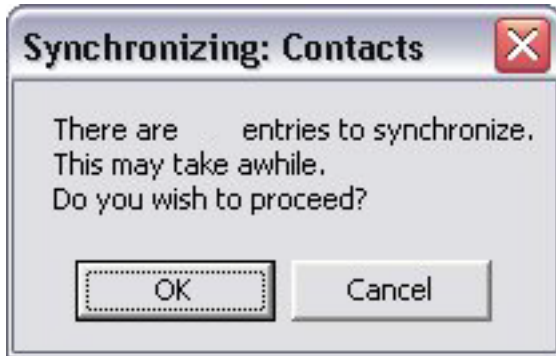 Synchronizing: Contacts
There are entries to synchronize.
This may take awhile.
Do you wish to proceed?
OK Cancel